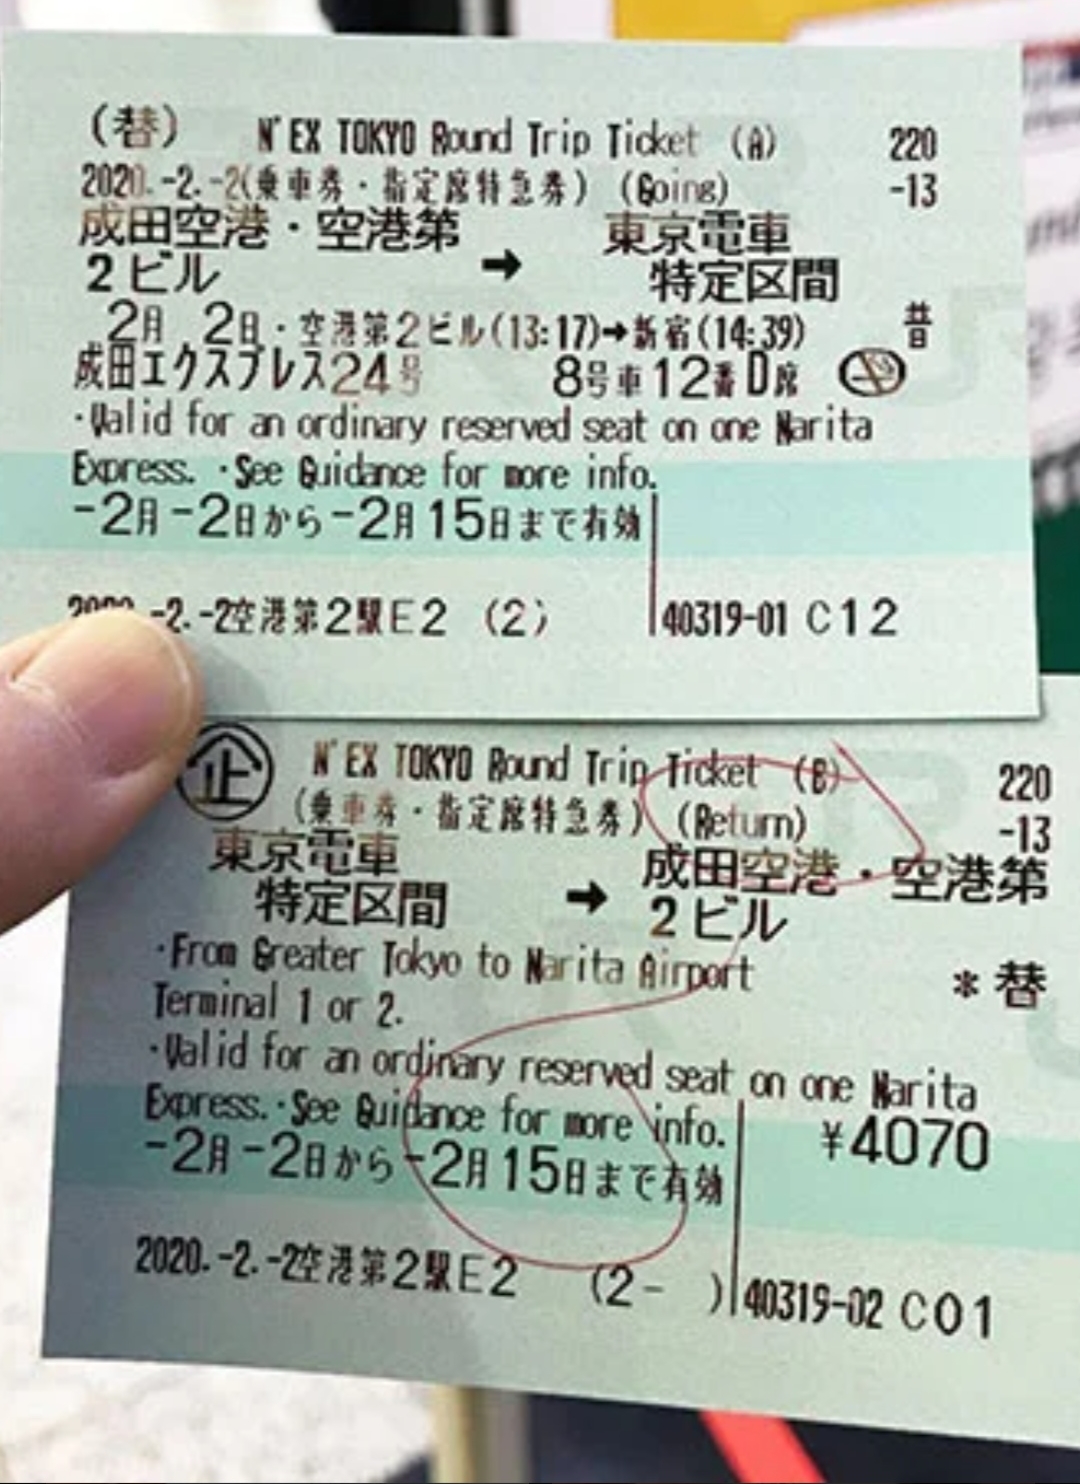 (替) N'EX TOKYO Round Trip Ticket (A) 220
2020.-2.-2(乗車券・指定席特急券) (Going) -13
成田空港・空港第 東京電車
2ビル → 特定区間
2月 2日・空港第2ビル(13:17)→新宿(14:39) 昔
成田エクスプレス24号 8号車12番D席
・Valid for an ordinary reserved seat on one Narita
Express. ・See Guidance for more info.
-2月-2日から-2月15日まで有効
-2.-2空港第2駅E2 (2) 40319-01 C12
企 N'EX TOKYO Round Trip Ticket (B) 220
(乗車券・指定席特急券) (Return) -13
東京電車 成田空港・空港第
特定区間 → 2ビル
・From Greater Tokyo to Narita Airport *替
Terminal 1 or 2.
・Valid for an ordinary reserved seat on one Narita
Express.・See Guidance for more info. ¥4070
-2月-2日から-2月15日まで有効
2020.-2.-2空港第2駅E2 (2- ) 40319-02 C01